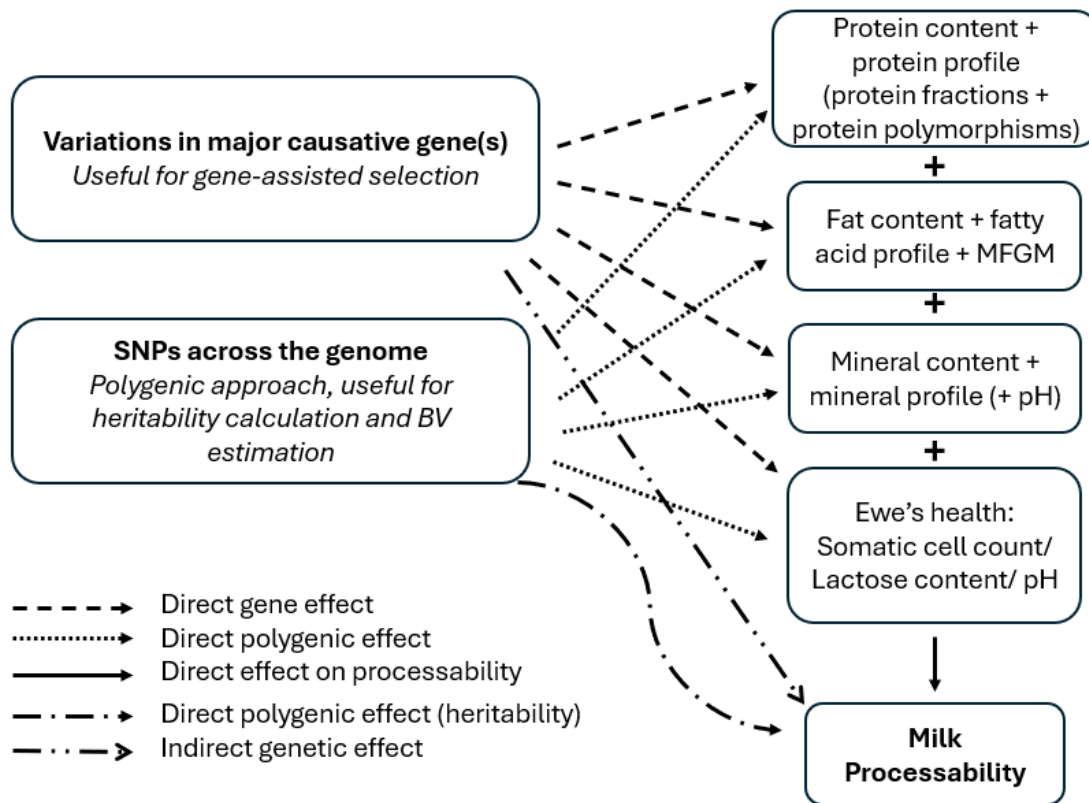 Variations in major causative gene(s)
Useful for gene-assisted selection
SNPs across the genome
Polygenic approach, useful for
heritability calculation and BV
estimation
Protein content +
protein profile
(protein fractions +
protein polymorphisms)
+
Fat content + fatty
acid profile + MFGM
+
Mineral content +
mineral profile (+ pH)
+
Ewe’s health:
Somatic cell count/
Lactose content/ pH
Milk
Processability
Direct gene effect
Direct polygenic effect
Direct effect on processability
Direct polygenic effect (heritability)
Indirect genetic effect